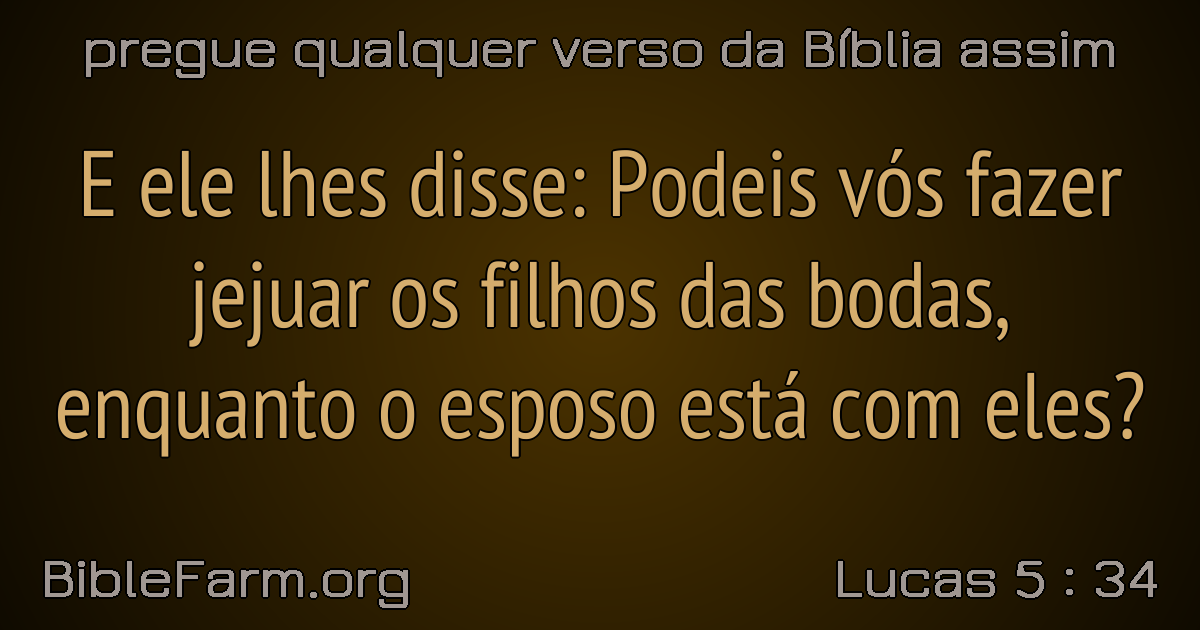 pregue qualquer verso da Bíblia assim
E ele lhes disse: Podeis vós fazer
jejuar os filhos das bodas,
enquanto o esposo está com eles?
BibleFarm.org
Lucas 5 : 34